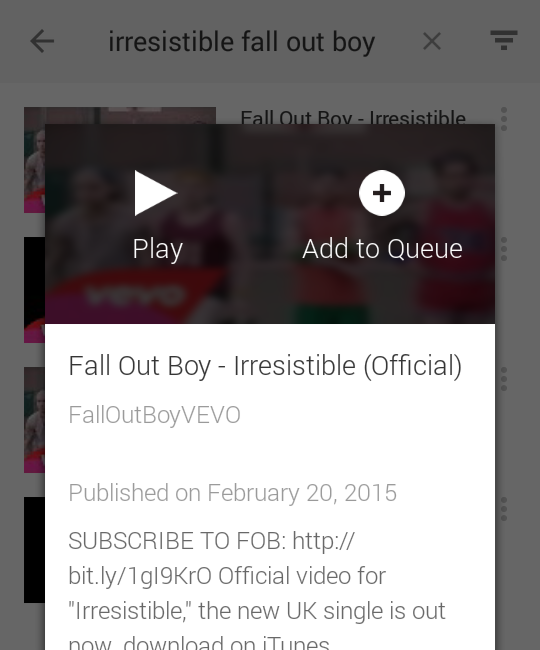 irresistible fall out boy
Fall Out Boy - Irresistible
Play
Add to Queue
vevo
Fall Out Boy - Irresistible (Official)
FallOutBoyVEVO
Published on February 20, 2015
SUBSCRIBE TO FOB: http://
bit.ly/1gI9KrO Official video for
"Irresistible," the new UK single is out
now, download on iTunes